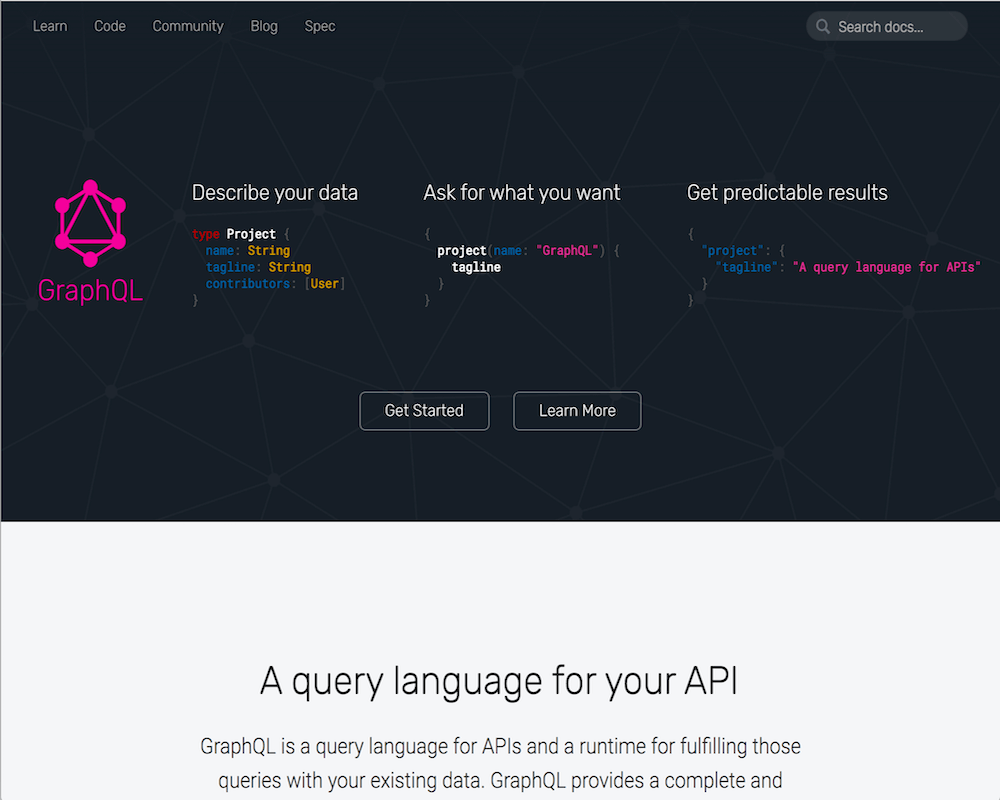 Learn Code Community Blog Spec
Search docs...
GraphQL
Describe your data
type Project {
name: String
tagline: String
contributors: [User]
}
Ask for what you want
{
project(name: "GraphQL") {
tagline
}
}
Get predictable results
{
"project": {
"tagline": "A query language for APIs"
}
}
Get Started
Learn More
A query language for your API
GraphQL is a query language for APIs and a runtime for fulfilling those
queries with your existing data. GraphQL provides a complete and